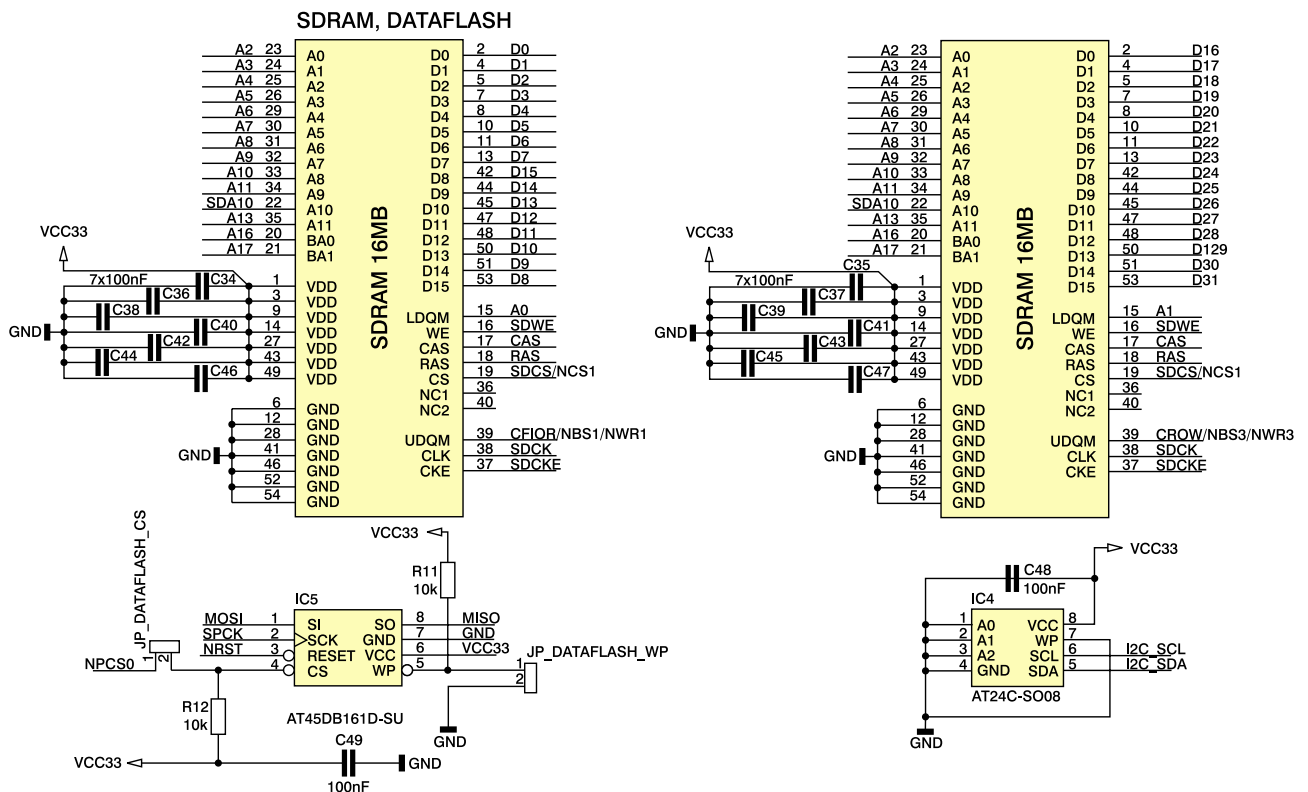 SDRAM, DATAFLASH
A2 23 A0 D0 2 D0
A3 24 A1 D1 4 D1
A4 25 A2 D2 5 D2
A5 26 A3 D3 7 D3
A6 29 A4 D4 8 D4
A7 30 A5 D5 10 D5
A8 31 A6 D6 11 D6
A9 32 A7 D7 13 D7
A10 33 A8 D8 42 D15
A11 34 A9 D9 44 D14
SDA10 22 A10 D10 45 D13
A13 35 A11 D11 47 D12
A16 20 BA0 D12 48 D11
A17 21 BA1 D13 50 D10
D14 51 D9
D15 53 D8
SDRAM 16MB
VCC33
7x100nF C34 1 VDD
C36 3 VDD
C38 9 VDD
GND C40 14 VDD
C42 27 VDD
C44 43 VDD
C46 49 VDD
LDQM 15 A0
WE 16 SDWE
CAS 17 CAS
RAS 18 RAS
CS 19 SDCS/NCS1
NC1 36
NC2 40
6 GND
12 GND
28 GND
GND 41 GND
46 GND
52 GND
54 GND
UDQM 39 CFIOR/NBS1/NWR1
CLK 38 SDCK
CKE 37 SDCKE
A2 23 A0 D0 2 D16
A3 24 A1 D1 4 D17
A4 25 A2 D2 5 D18
A5 26 A3 D3 7 D19
A6 29 A4 D4 8 D20
A7 30 A5 D5 10 D21
A8 31 A6 D6 11 D22
A9 32 A7 D7 13 D23
A10 33 A8 D8 42 D24
A11 34 A9 D9 44 D25
SDA10 22 A10 D10 45 D26
A13 35 A11 D11 47 D27
A16 20 BA0 D12 48 D28
A17 21 BA1 D13 50 D129
D14 51 D30
D15 53 D31
SDRAM 16MB
VCC33
7x100nF C35 1 VDD
C37 3 VDD
C39 9 VDD
GND C41 14 VDD
C43 27 VDD
C45 43 VDD
C47 49 VDD
LDQM 15 A1
WE 16 SDWE
CAS 17 CAS
RAS 18 RAS
CS 19 SDCS/NCS1
NC1 36
NC2 40
6 GND
12 GND
28 GND
GND 41 GND
46 GND
52 GND
54 GND
UDQM 39 CROW/NBS3/NWR3
CLK 38 SDCK
CKE 37 SDCKE
JP_DATAFLASH_CS
1
2
NPCS0
VCC33
R11
10k
IC5
MOSI 1 SI SO 8 MISO
SPCK 2 SCK GND 7 GND
NRST 3 RESET VCC 6 VCC33
4 CS WP 5
JP_DATAFLASH_WP
1
2
GND
R12
10k
AT45DB161D-SU
VCC33
C49
100nF
GND
VCC33
C48
100nF
IC4
1 A0 VCC 8
2 A1 WP 7
3 A2 SCL 6 I2C_SCL
4 GND SDA 5 I2C_SDA
AT24C-SO08
GND